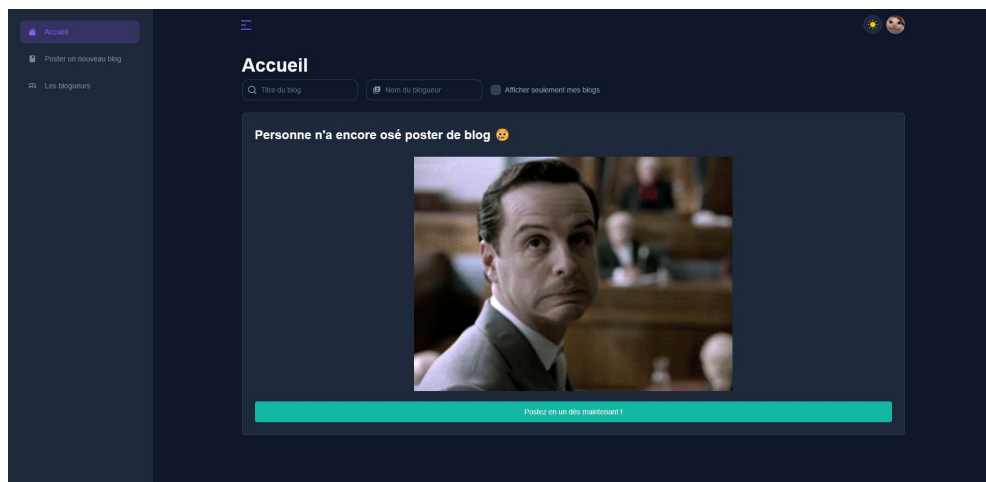 Accueil
Poster un nouveau blog
Les blogueurs
Accueil
Titre du blog
Nom du blogueur
Afficher seulement mes blogs
Personne n'a encore osé poster de blog 😢
Postez en un dès maintenant !